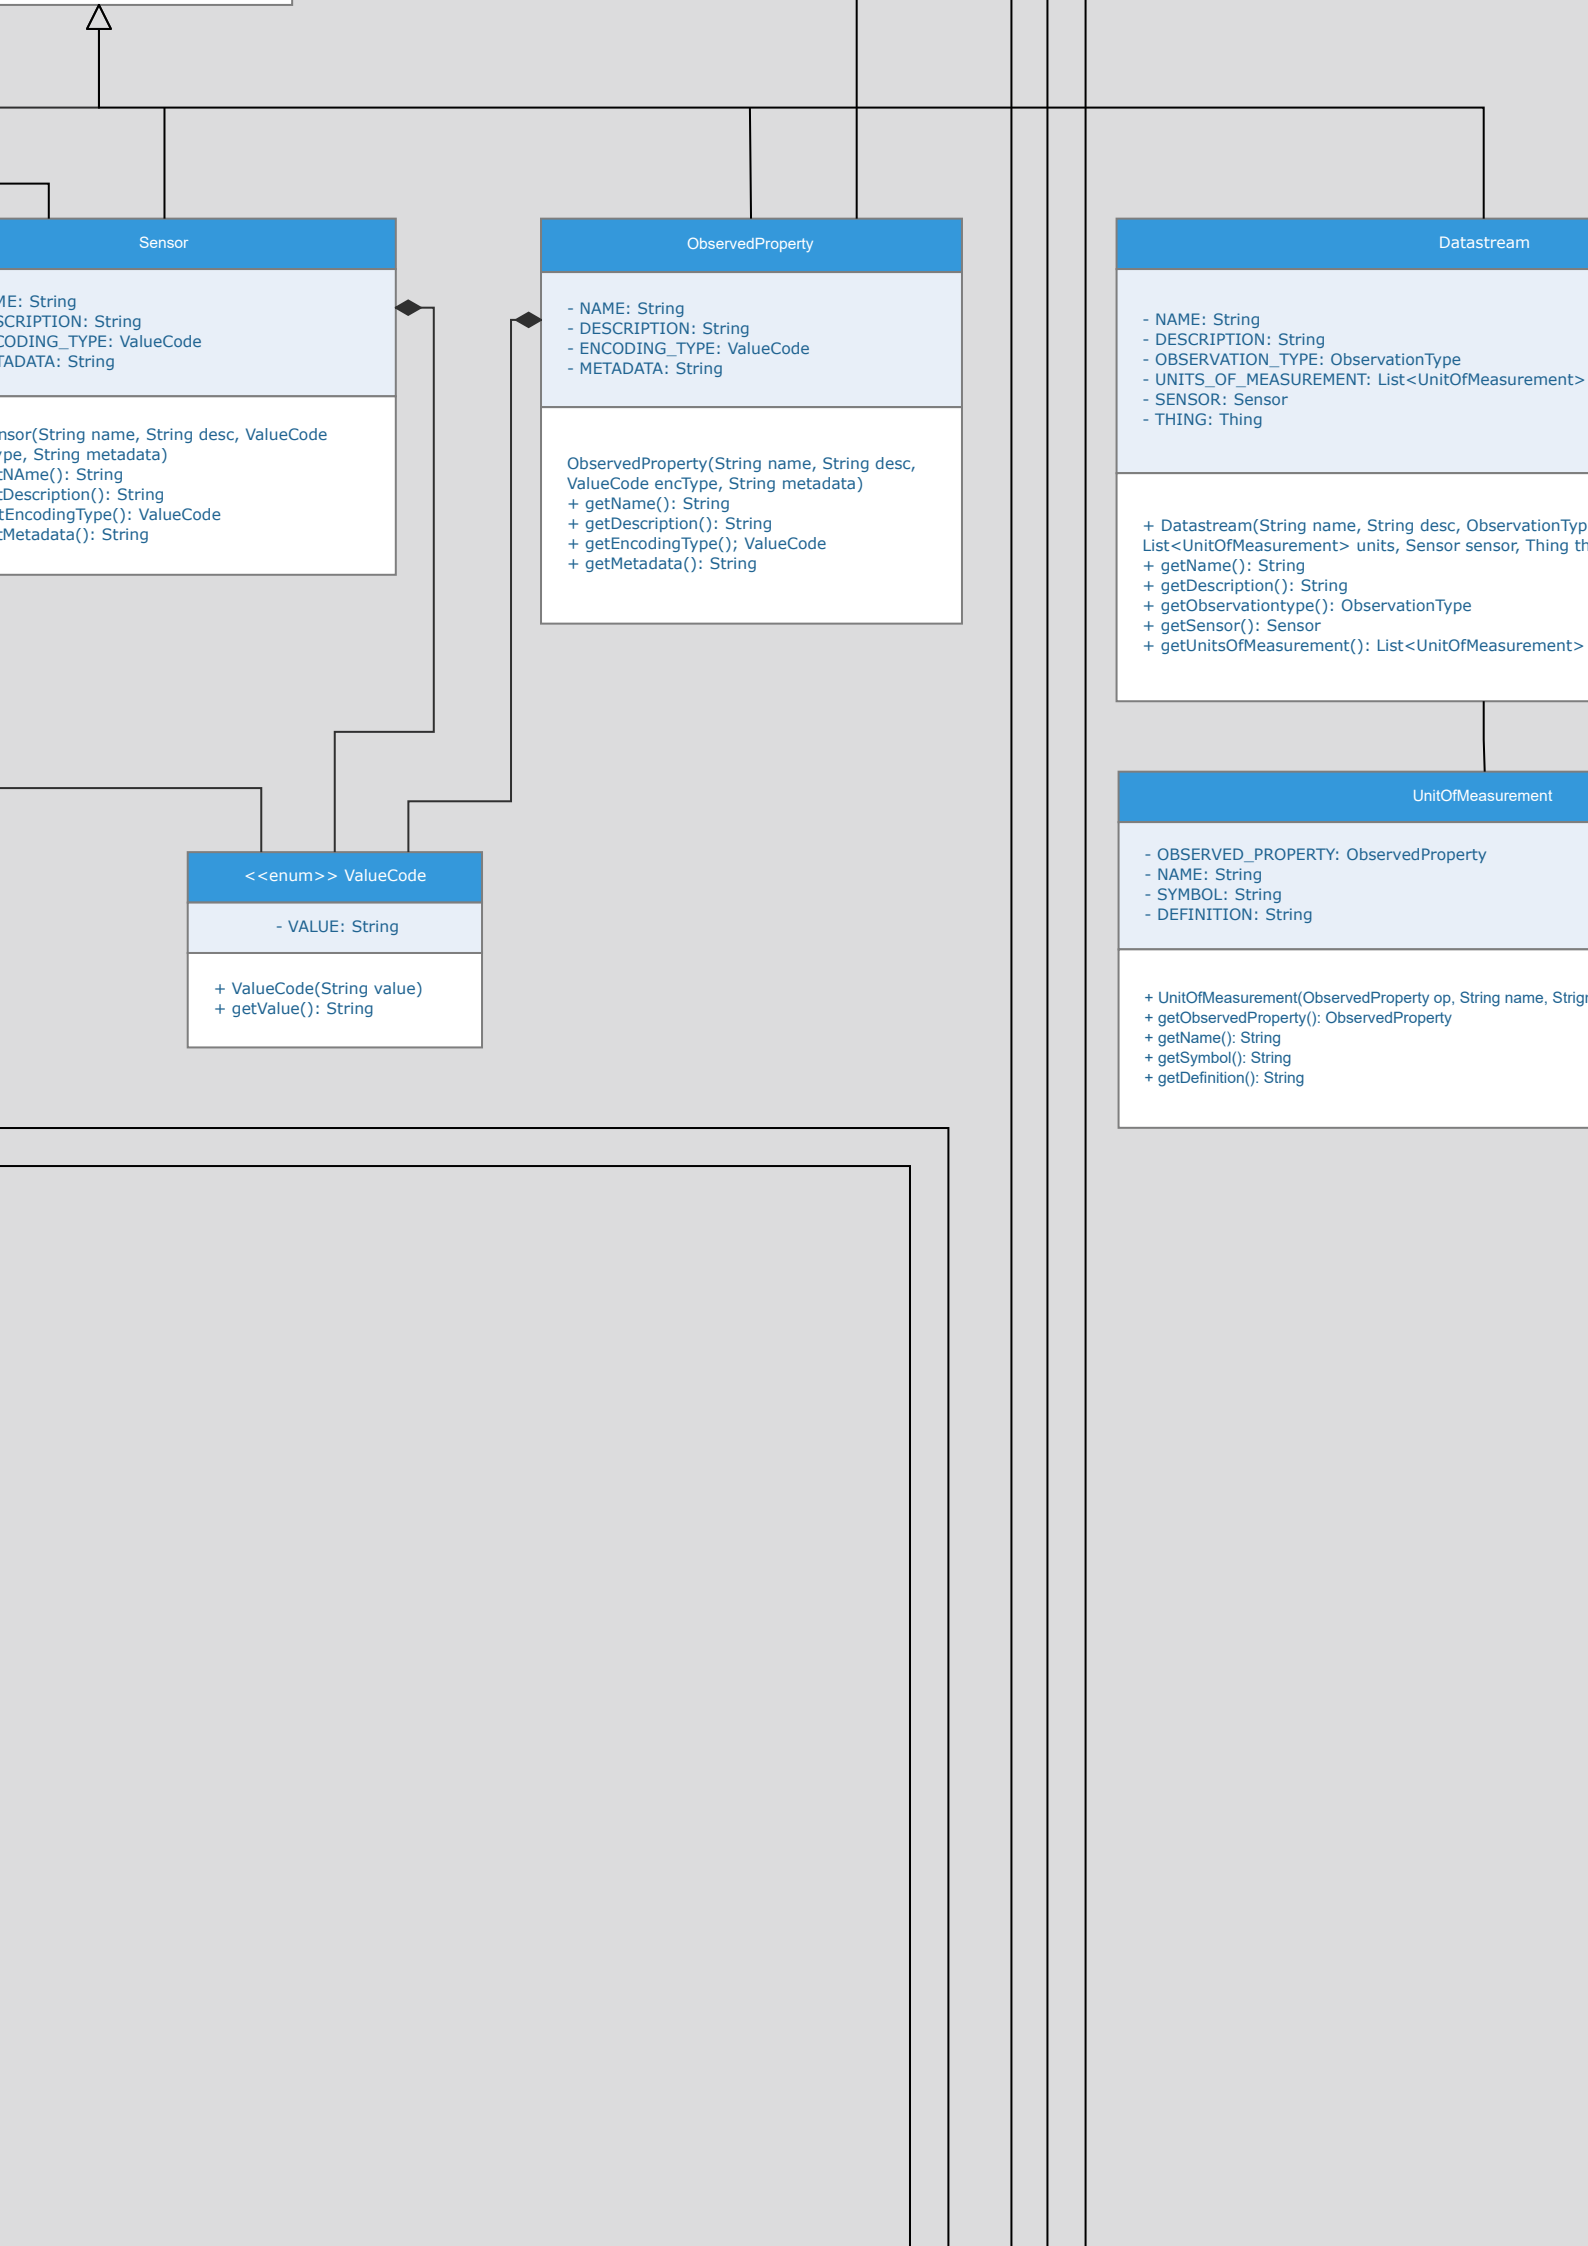 Sensor
ME: String
SCRIPTION: String
CODING_TYPE: ValueCode
TADATA: String
nsor(String name, String desc, ValueCode
ype, String metadata)
tNAme(): String
tDescription(): String
tEncodingType(): ValueCode
tMetadata(): String
ObservedProperty
- NAME: String
- DESCRIPTION: String
- ENCODING_TYPE: ValueCode
- METADATA: String
ObservedProperty(String name, String desc,
ValueCode encType, String metadata)
+ getName(): String
+ getDescription(): String
+ getEncodingType(); ValueCode
+ getMetadata(): String
Datastream
- NAME: String
- DESCRIPTION: String
- OBSERVATION_TYPE: ObservationType
- UNITS_OF_MEASUREMENT: List<UnitOfMeasurement>
- SENSOR: Sensor
- THING: Thing
+ Datastream(String name, String desc, ObservationTyp
List<UnitOfMeasurement> units, Sensor sensor, Thing th
+ getName(): String
+ getDescription(): String
+ getObservationtype(): ObservationType
+ getSensor(): Sensor
+ getUnitsOfMeasurement(): List<UnitOfMeasurement>
<<enum>> ValueCode
- VALUE: String
+ ValueCode(String value)
+ getValue(): String
UnitOfMeasurement
- OBSERVED_PROPERTY: ObservedProperty
- NAME: String
- SYMBOL: String
- DEFINITION: String
+ UnitOfMeasurement(ObservedProperty op, String name, Strign
+ getObservedProperty(): ObservedProperty
+ getName(): String
+ getSymbol(): String
+ getDefinition(): String